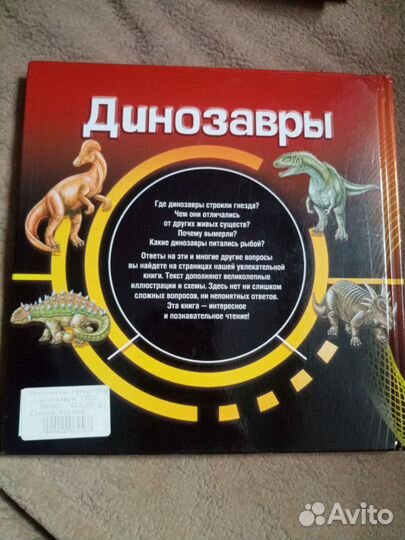 Динозавры
Где динозавры строили гнезда?
Чем они отличались
от других живых существ?
Почему вымерли?
Какие динозавры питались рыбой?
Ответы на эти и многие другие вопросы
вы найдете на страницах нашей увлекательной
книги. Текст дополняют великолепные
иллюстрации и схемы. Здесь нет ни слишком
сложных вопросов, ни непонятных ответов.
Эта книга — интересное
и познавательное чтение!
Динозавры
Avito